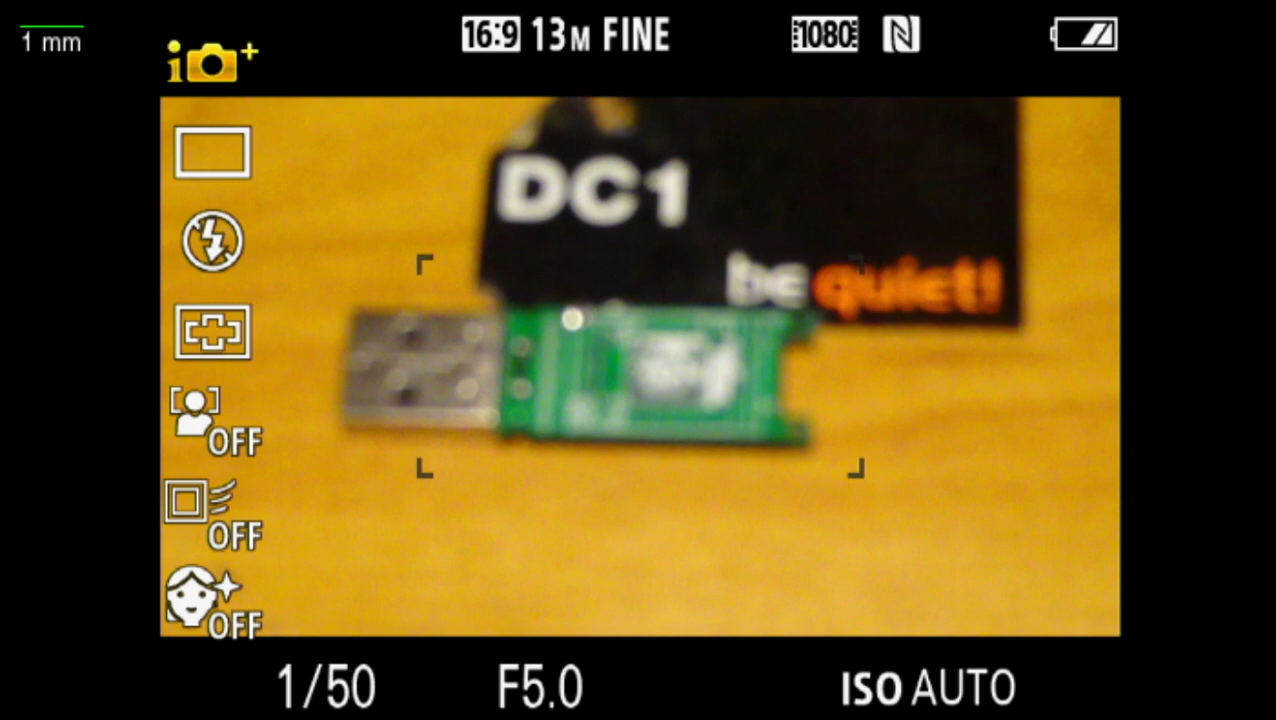 1 mm
i+
16:9 13M FINE
1080
N
DC1
be quiet!
OFF
OFF
OFF
1/50
F5.0
ISO AUTO